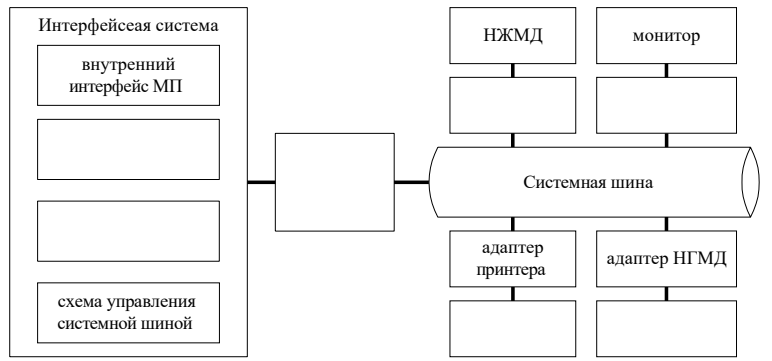 Интерфейсеая система
внутренний
интерфейс МП
схема управления
системной шиной
НЖМД
монитор
Системная шина
адаптер
принтера
адаптер НГМД